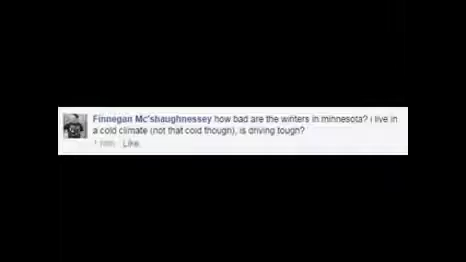 Finnegan Mc'shaughnessey how bad are the winters in minnesota? i live in
a cold climate (not that cold though), is driving tough?
Like